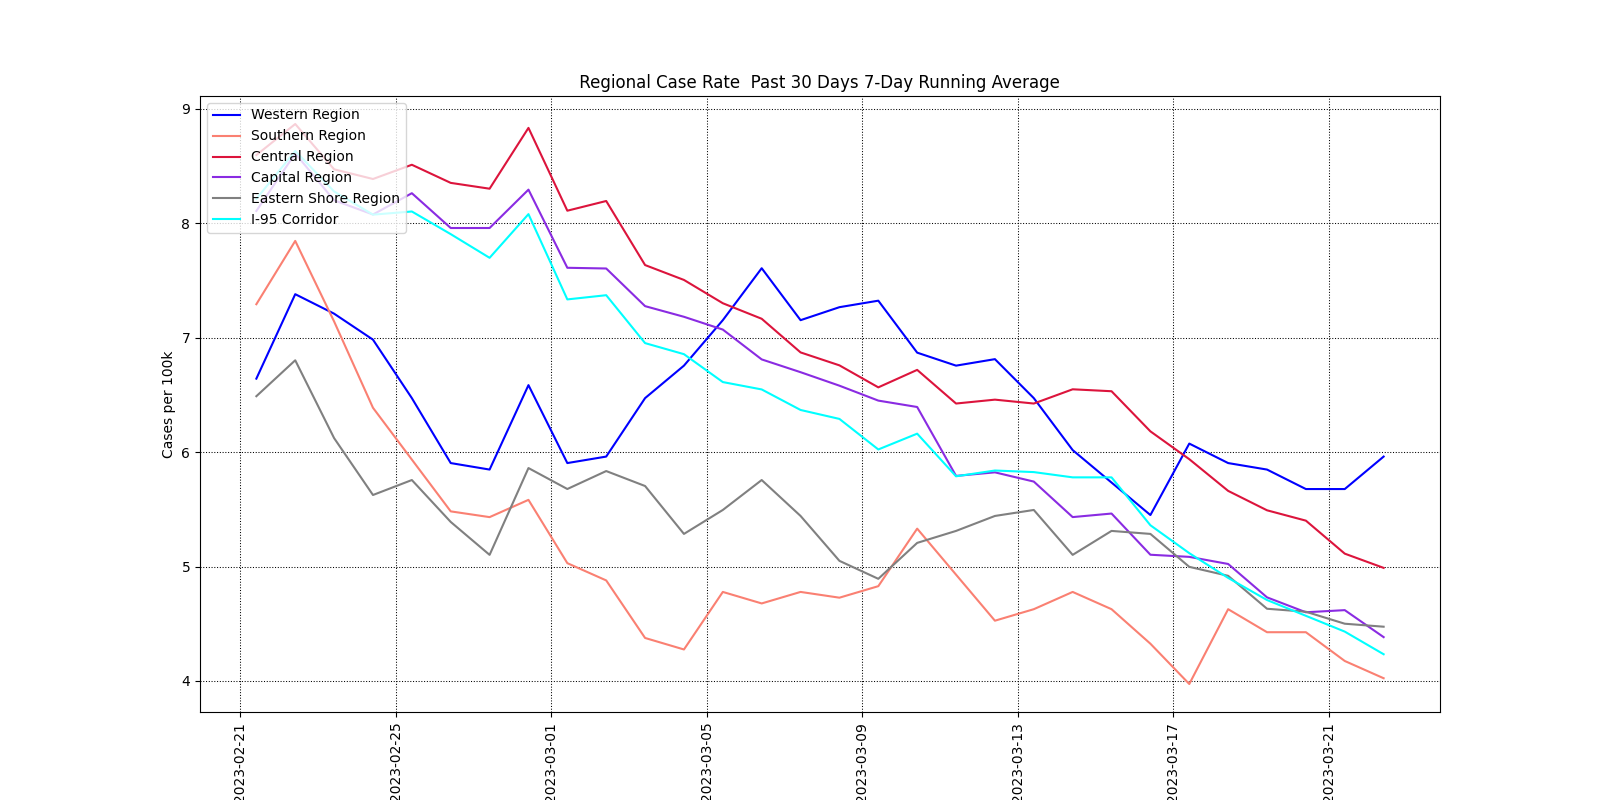 Regional Case Rate  Past 30 Days 7-Day Running Average
Western Region
Southern Region
Central Region
Capital Region
Eastern Shore Region
I-95 Corridor
Cases per 100k
9
8
7
6
5
4
2023-02-21
2023-02-25
2023-03-01
2023-03-05
2023-03-09
2023-03-13
2023-03-17
2023-03-21